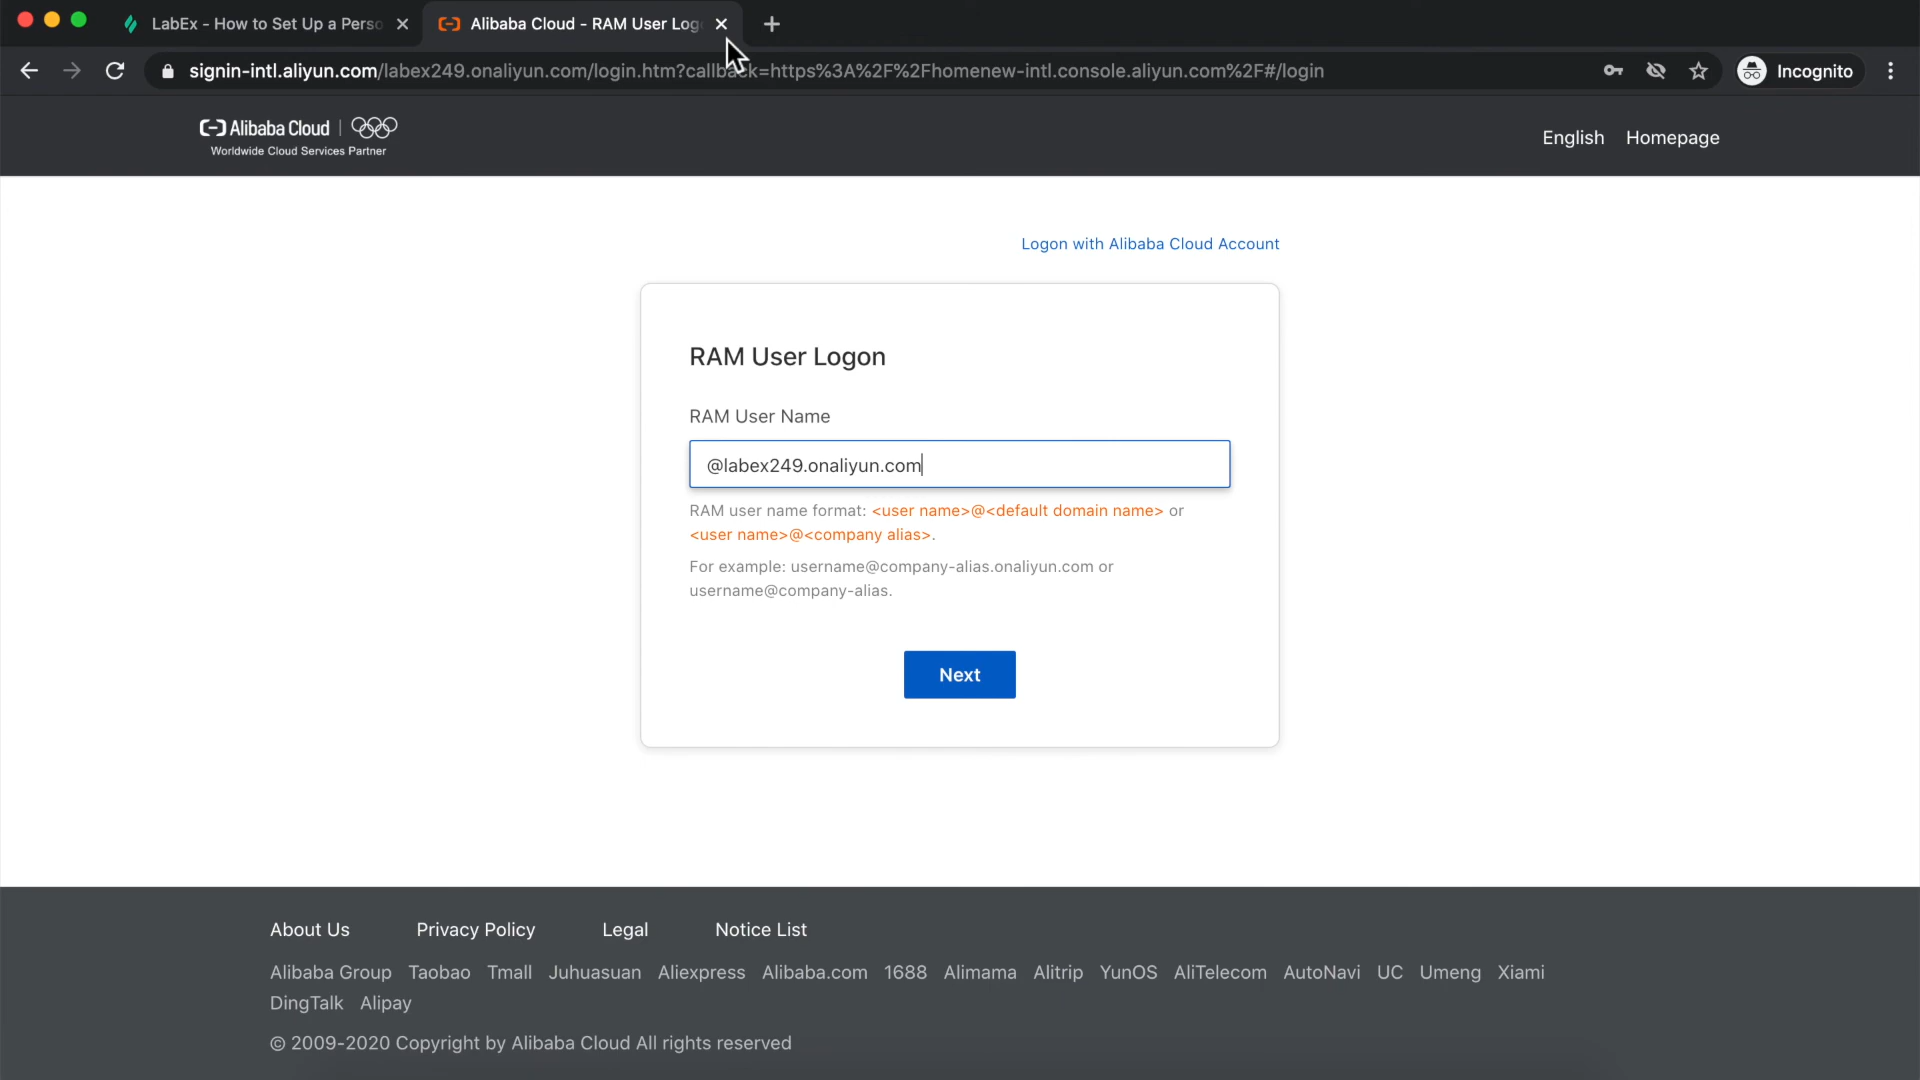 LabEx - How to Set Up a Perso
Alibaba Cloud - RAM User Log
signin-intl.aliyun.com/labex249.onaliyun.com/login.htm?callback=https%3A%2F%2Fhomenew-intl.console.aliyun.com%2F#/login
Incognito
Alibaba Cloud
Worldwide Cloud Services Partner
English Homepage
Logon with Alibaba Cloud Account
RAM User Logon
RAM User Name
@labex249.onaliyun.com
RAM user name format: <user name>@<default domain name> or
<user name>@<company alias>.
For example: username@company-alias.onaliyun.com or
username@company-alias.
Next
About Us Privacy Policy Legal Notice List
Alibaba Group Taobao Tmall Juhuasuan Aliexpress Alibaba.com 1688 Alimama Alitrip YunOS AliTelecom AutoNavi UC Umeng Xiami
DingTalk Alipay
© 2009-2020 Copyright by Alibaba Cloud All rights reserved